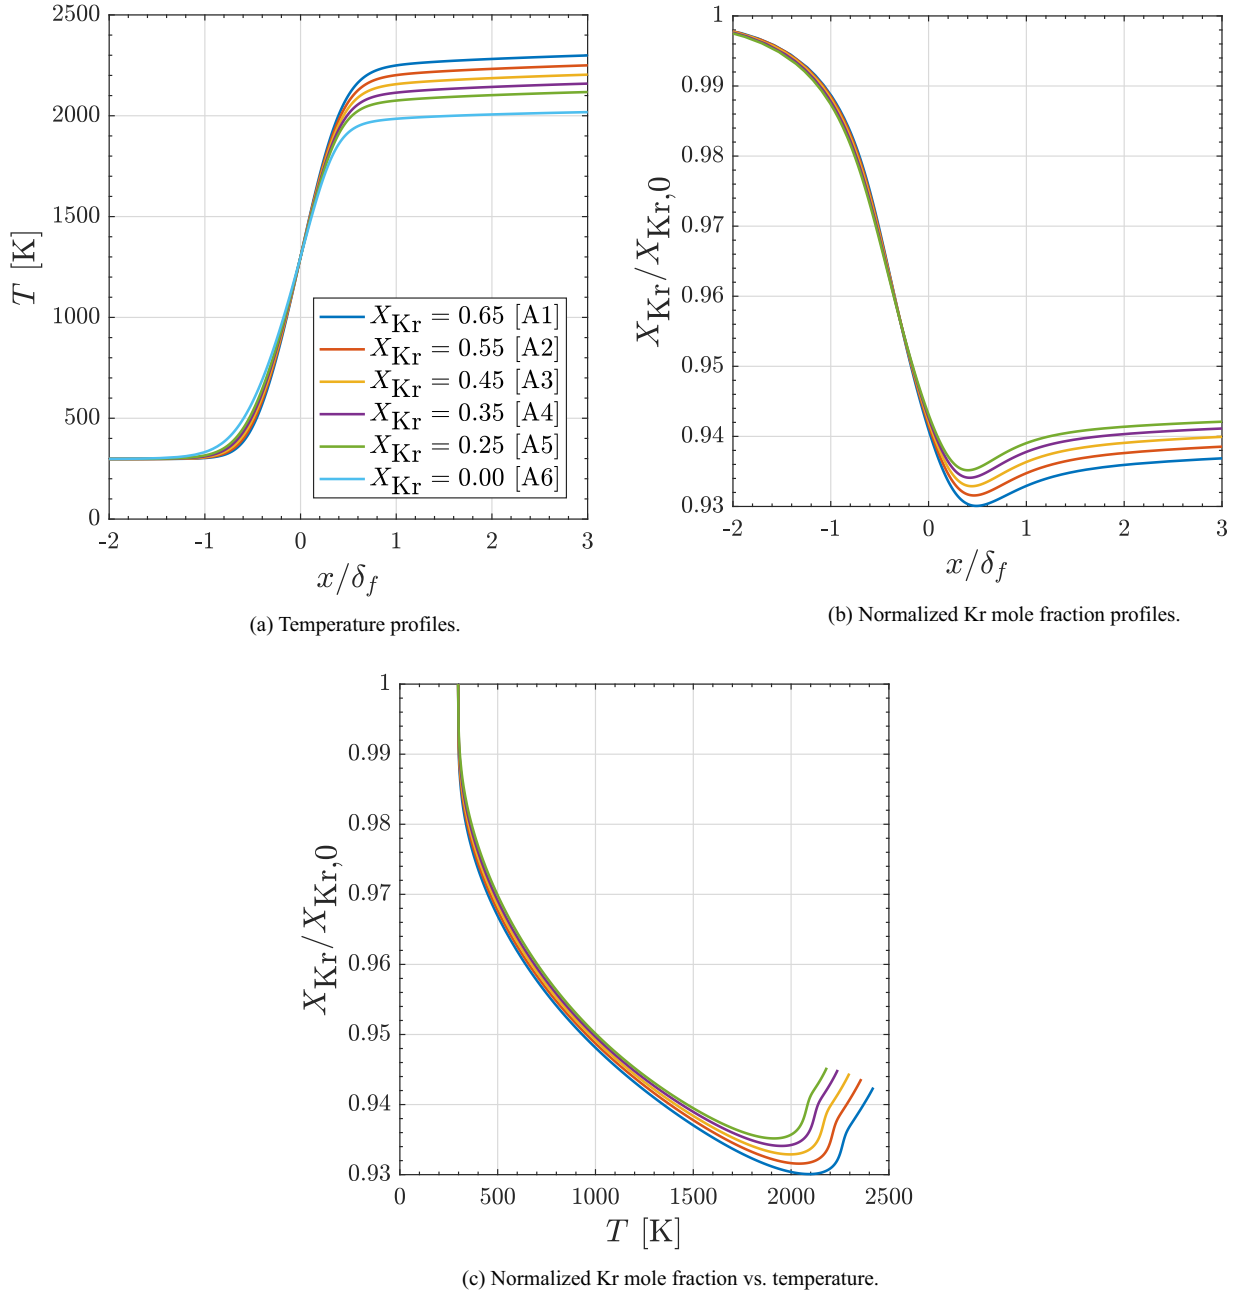 2500
2000
1500
1000
500
0
T [K]
X_Kr = 0.65 [A1]
X_Kr = 0.55 [A2]
X_Kr = 0.45 [A3]
X_Kr = 0.35 [A4]
X_Kr = 0.25 [A5]
X_Kr = 0.00 [A6]
-2 -1 0 1 2 3
x/δ_f
(a) Temperature profiles.
1
0.99
0.98
0.97
0.96
0.95
0.94
0.93
X_Kr/X_Kr,0
-2 -1 0 1 2 3
x/δ_f
(b) Normalized Kr mole fraction profiles.
1
0.99
0.98
0.97
0.96
0.95
0.94
0.93
X_Kr/X_Kr,0
0 500 1000 1500 2000 2500
T [K]
(c) Normalized Kr mole fraction vs. temperature.